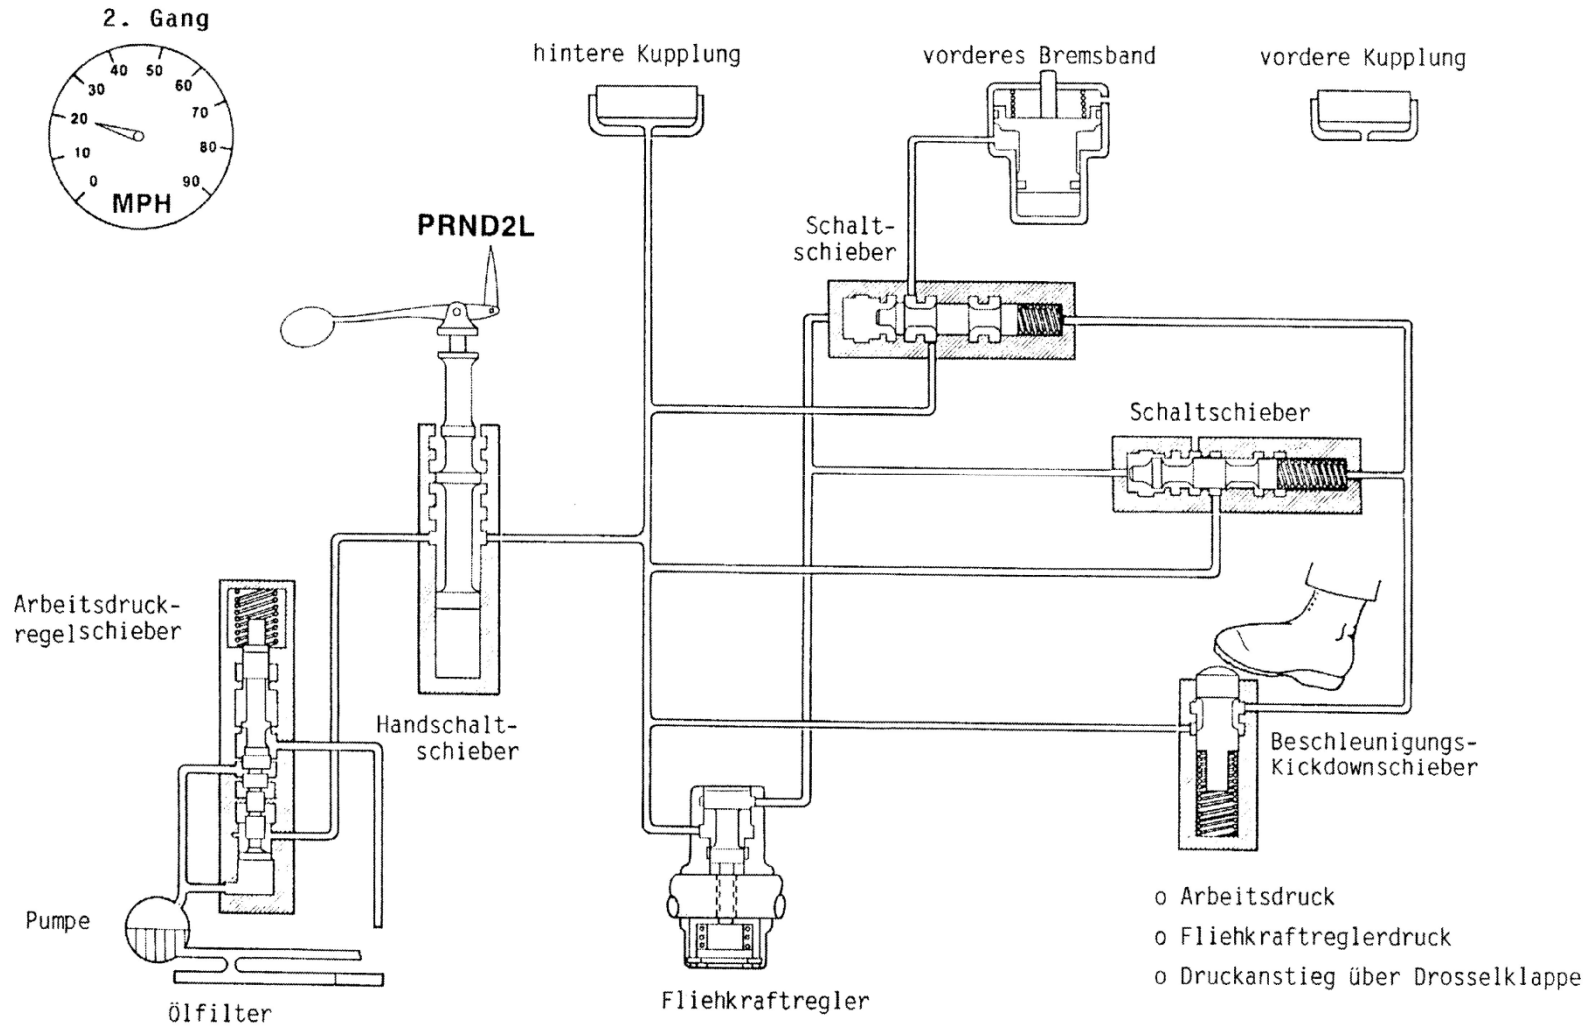 2. Gang
40
50
30
60
20
70
10
80
0
90
MPH
hintere Kupplung
vorderes Bremsband
vordere Kupplung
PRND2L
Schalt-
schieber
Schaltschieber
Arbeitsdruck-
regelschieber
Handschalt-
schieber
Beschleunigungs-
Kickdownschieber
Pumpe
Ölfilter
Fliehkraftregler
o Arbeitsdruck
o Fliehkraftreglerdruck
o Druckanstieg über Drosselklappe